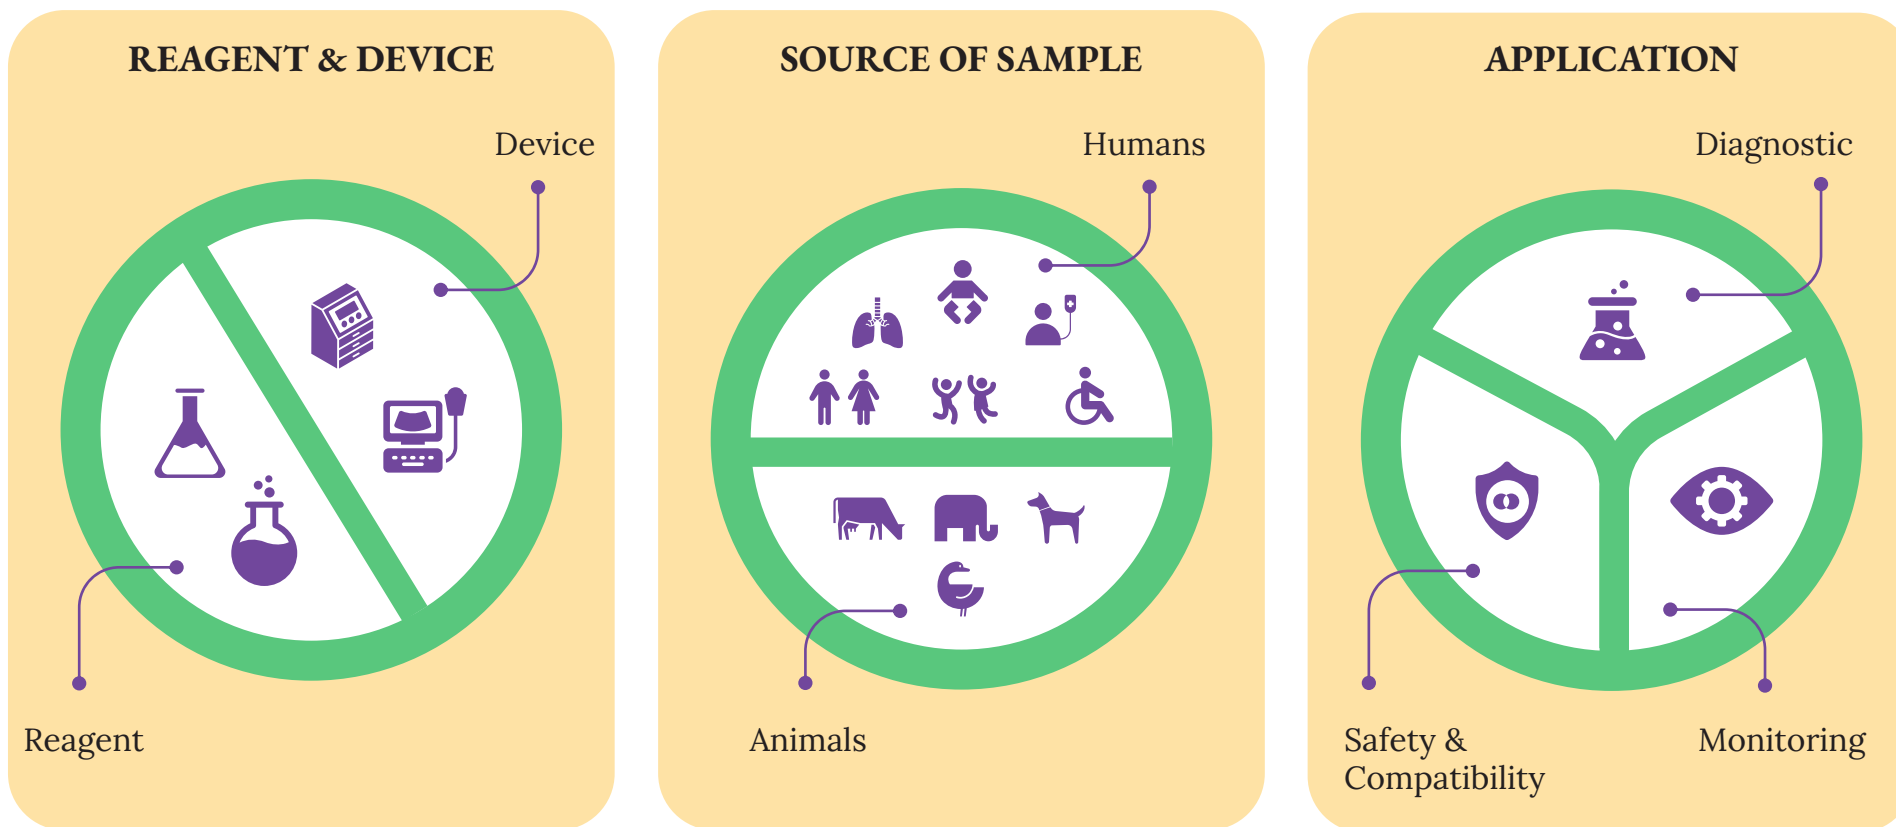 REAGENT & DEVICE
Device
Reagent
SOURCE OF SAMPLE
Humans
Animals
APPLICATION
Diagnostic
Safety &
Compatibility
Monitoring